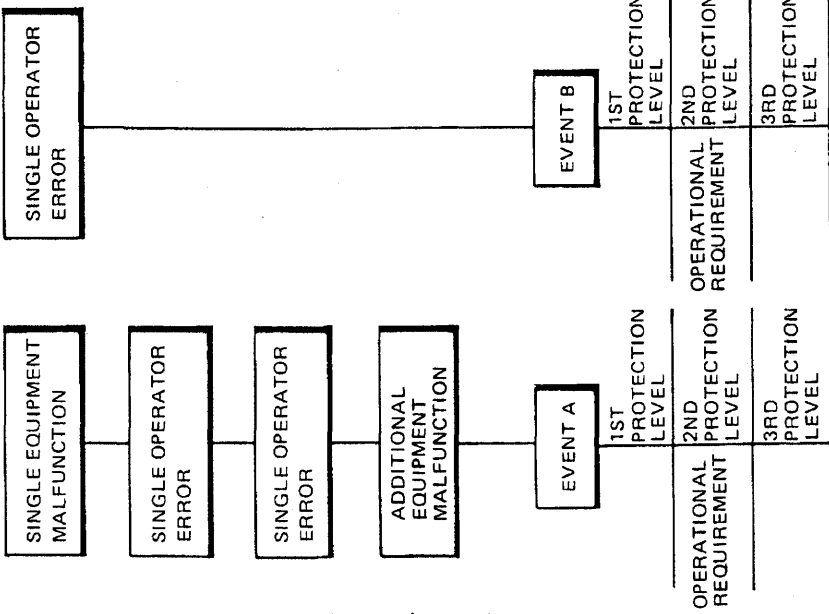 SINGLE EQUIPMENT
MALFUNCTION
SINGLE OPERATOR
ERROR
SINGLE OPERATOR
ERROR
ADDITIONAL
EQUIPMENT
MALFUNCTION
EVENT A
1ST
PROTECTION
LEVEL
OPERATIONAL
REQUIREMENT
2ND
PROTECTION
LEVEL
3RD
PROTECTION
LEVEL
SINGLE OPERATOR
ERROR
EVENT B
1ST
PROTECTION
LEVEL
OPERATIONAL
REQUIREMENT
2ND
PROTECTION
LEVEL
3RD
PROTECTION
LEVEL